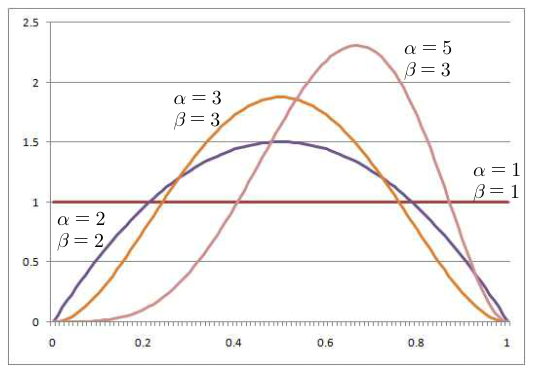 2.5
α = 5
β = 3
2
α = 3
β = 3
1.5
α = 1
β = 1
1
α = 2
β = 2
0.5
0
0 0.2 0.4 0.6 0.8 1